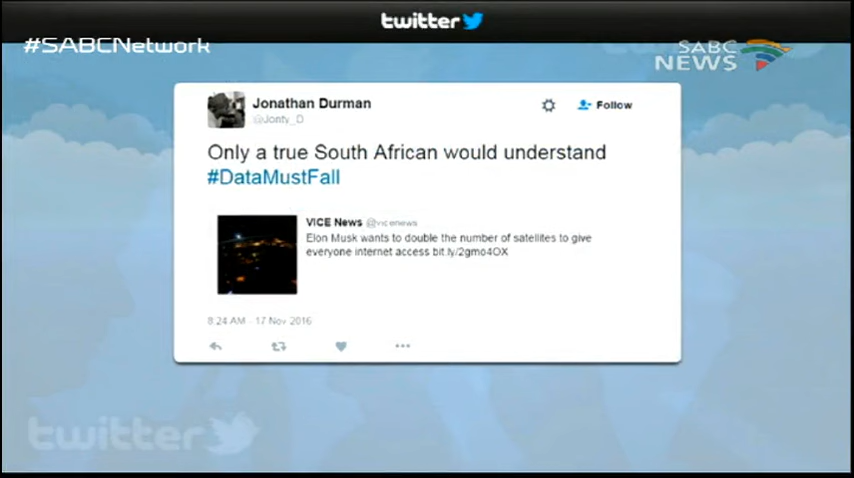 twitter
#SABCNetwork
SABC
NEWS
Jonathan Durman
@Jonty_D
Follow
Only a true South African would understand
#DataMustFall
VICE News @vicenews
Elon Musk wants to double the number of satellites to give
everyone internet access bit.ly/2gmo4OX
8:24 AM - 17 Nov 2016
twitter